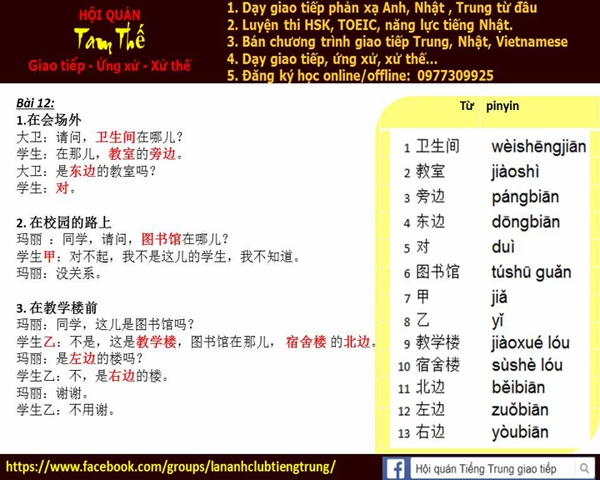 HỘI QUÁN
Tam Thế
Giao tiếp - Ứng xử - Xử thế
1. Dạy giao tiếp phản xạ Anh, Nhật , Trung từ đầu
2. Luyện thi HSK, TOEIC, năng lực tiếng Nhật.
3. Bán chương trình giao tiếp Trung, Nhật, Vietnamese
4. Dạy giao tiếp, ứng xử, xử thế...
5. Đăng ký học online/offline: 0977309925
Bài 12:
1.在会场外
大卫：请问，卫生间在哪儿？
学生：在那儿，教室的旁边。
大卫：是东边的教室吗？
学生：对。
2. 在校园的路上
玛丽 ：同学，请问，图书馆在哪儿？
学生甲：对不起，我不是这儿的学生，我不知道。
玛丽：没关系。
3. 在教学楼前
玛丽：同学，这儿是图书馆吗？
学生乙：不是，这是教学楼，图书馆在那儿， 宿舍楼 的北边。
玛丽：是左边的楼吗？
学生乙：不，是右边的楼。
玛丽：谢谢。
学生乙：不用谢。
Từ pinyin
1 卫生间 wèishēngjiān
2 教室 jiàoshì
3 旁边 pángbiān
4 东边 dōngbiān
5 对 duì
6 图书馆 túshū guǎn
7 甲 jiǎ
8 乙 yǐ
9 教学楼 jiàoxué lóu
10 宿舍楼 sùshè lóu
11 北边 běibiān
12 左边 zuǒbiān
13 右边 yòubiān
https://www.facebook.com/groups/lananhclubtiengtrung/
f Hội quán Tiếng Trung giao tiếp